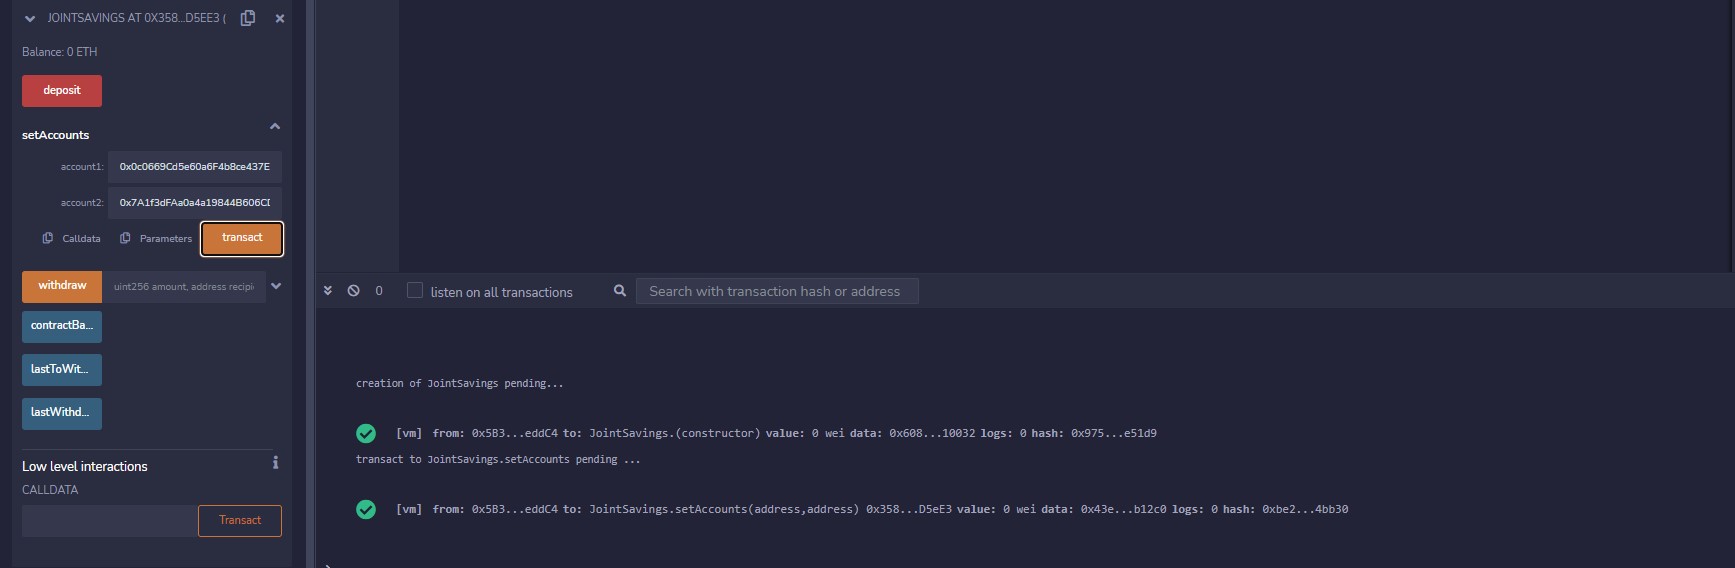 JOINTSAVINGS AT 0X358...D5EE3 (
Balance: 0 ETH
deposit
setAccounts
account1: 0x0c0669Cd5e60a6F4b8ce437E
account2: 0x7A1f3dFAa0a4a19844B606CD
Calldata Parameters transact
withdraw uint256 amount, address recipi
contractBa...
lastToWit...
lastWithd...
Low level interactions
CALLDATA
Transact
0 listen on all transactions Search with transaction hash or address
creation of JointSavings pending...
[vm] from: 0x5B3...eddC4 to: JointSavings.(constructor) value: 0 wei data: 0x608...10032 logs: 0 hash: 0x975...e51d9
transact to JointSavings.setAccounts pending ...
[vm] from: 0x5B3...eddC4 to: JointSavings.setAccounts(address,address) 0x358...D5eE3 value: 0 wei data: 0x43e...b12c0 logs: 0 hash: 0xbe2...4bb30